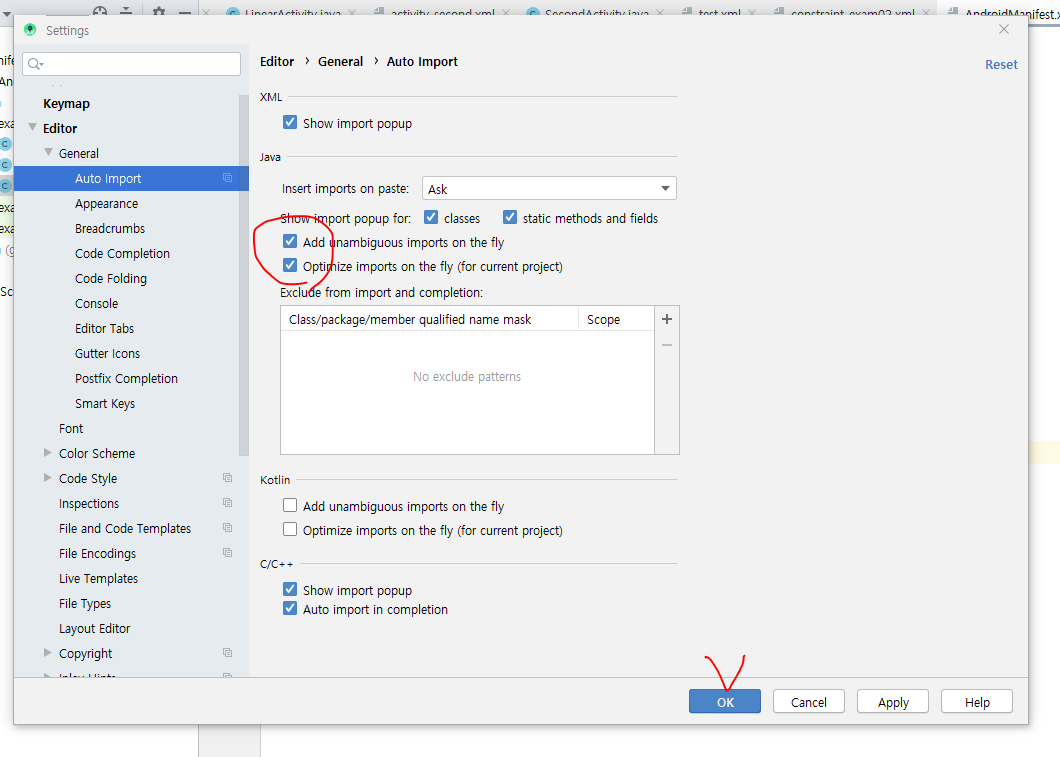 LinearActivity.java activity_second.xml SecondActivity.java test.xml constraint_exam02.xml AndroidManifest.x
Settings
Editor › General › Auto Import
Reset
Keymap
Editor
General
Auto Import
Appearance
Breadcrumbs
Code Completion
Code Folding
Console
Editor Tabs
Gutter Icons
Postfix Completion
Smart Keys
Font
Color Scheme
Code Style
Inspections
File and Code Templates
File Encodings
Live Templates
File Types
Layout Editor
Copyright
Inlay Hints
XML
Show import popup
Java
Insert imports on paste: Ask
Show import popup for: classes static methods and fields
Add unambiguous imports on the fly
Optimize imports on the fly (for current project)
Exclude from import and completion:
Class/package/member qualified name mask Scope
No exclude patterns
Kotlin
Add unambiguous imports on the fly
Optimize imports on the fly (for current project)
C/C++
Show import popup
Auto import in completion
OK Cancel Apply Help